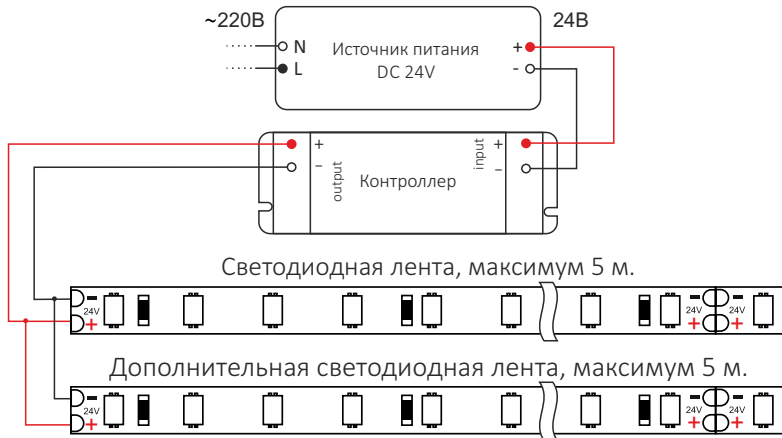 ~220В
24В
N
Источник питания
+
L
DC 24V
-
+
input
+
–
output
Контроллер
–
Светодиодная лента, максимум 5 м.
– – –
24V 24V 24V
+ + +
Дополнительная светодиодная лента, максимум 5 м.
– – –
24V 24V 24V
+ + +